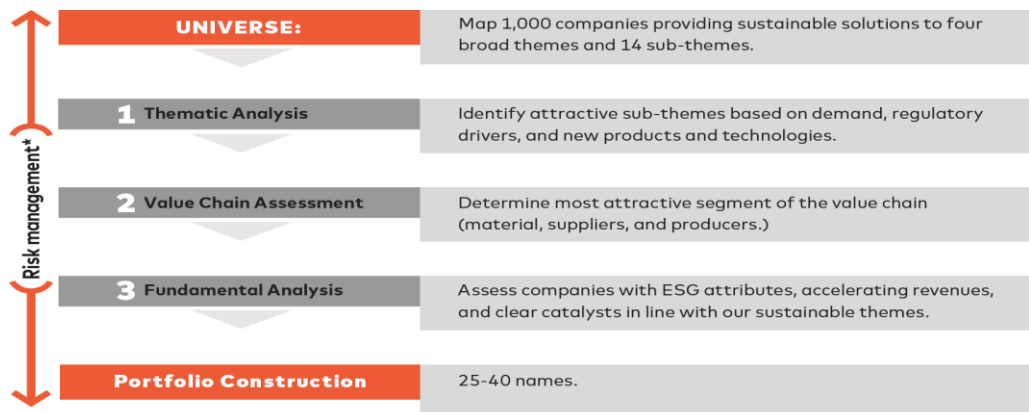 UNIVERSE:
Map 1,000 companies providing sustainable solutions to four
broad themes and 14 sub-themes.
1 Thematic Analysis
Identify attractive sub-themes based on demand, regulatory
drivers, and new products and technologies.
2 Value Chain Assessment
Determine most attractive segment of the value chain
(material, suppliers, and producers.)
3 Fundamental Analysis
Assess companies with ESG attributes, accelerating revenues,
and clear catalysts in line with our sustainable themes.
Portfolio Construction
25-40 names.
Risk management*